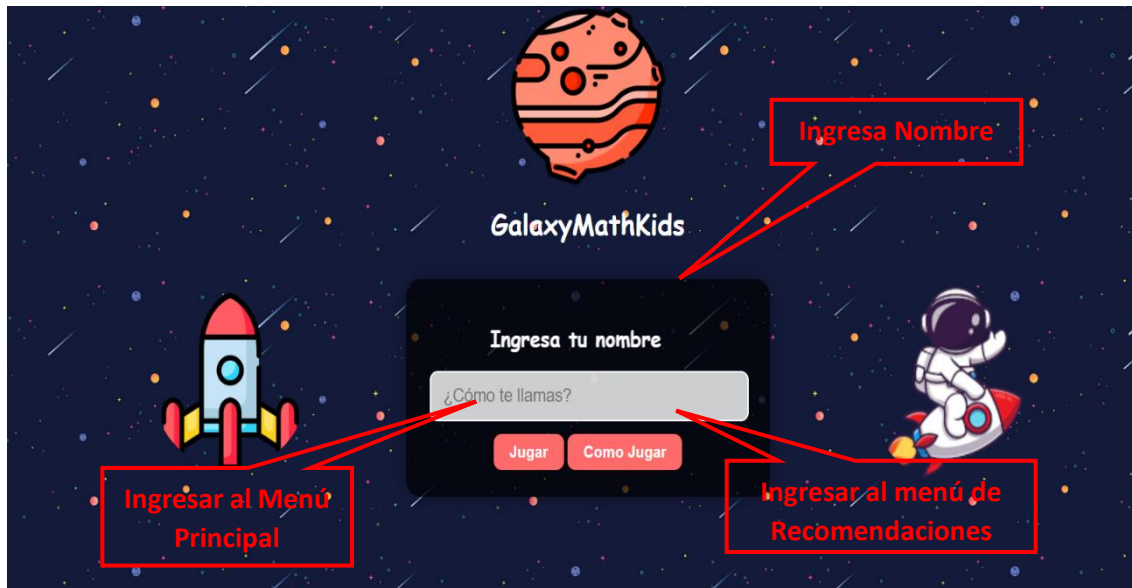 Ingresa Nombre
GalaxyMathKids
Ingresa tu nombre
¿Cómo te llamas?
Jugar
Como Jugar
Ingresar al Menú
Principal
Ingresar al menú de
Recomendaciones